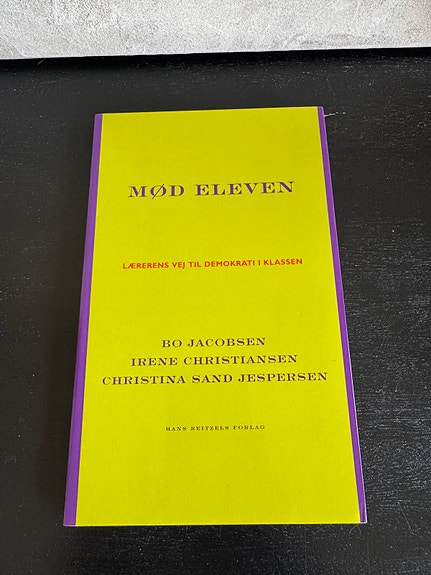 MØD ELEVEN
LÆRERENS VEJ TIL DEMOKRATI I KLASSEN
BO JACOBSEN
IRENE CHRISTIANSEN
CHRISTINA SAND JESPERSEN
HANS REITZELS FORLAG